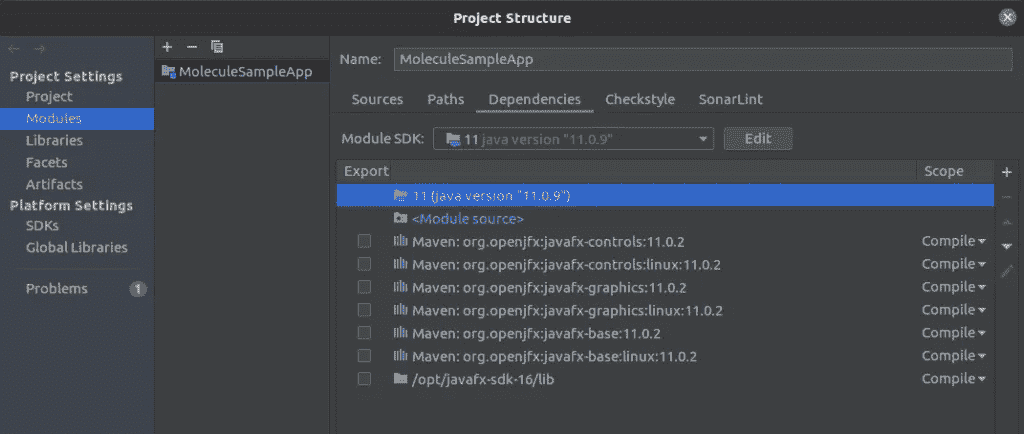 Project Structure
Project Settings
Project
Modules
Libraries
Facets
Artifacts
Platform Settings
SDKs
Global Libraries
Problems 1
MoleculeSampleApp
Name: MoleculeSampleApp
Sources Paths Dependencies Checkstyle SonarLint
Module SDK: 11 java version "11.0.9" Edit
Export Scope
11 (java version "11.0.9")
<Module source>
Maven: org.openjfx:javafx-controls:11.0.2 Compile
Maven: org.openjfx:javafx-controls:linux:11.0.2 Compile
Maven: org.openjfx:javafx-graphics:11.0.2 Compile
Maven: org.openjfx:javafx-graphics:linux:11.0.2 Compile
Maven: org.openjfx:javafx-base:11.0.2 Compile
Maven: org.openjfx:javafx-base:linux:11.0.2 Compile
/opt/javafx-sdk-16/lib Compile